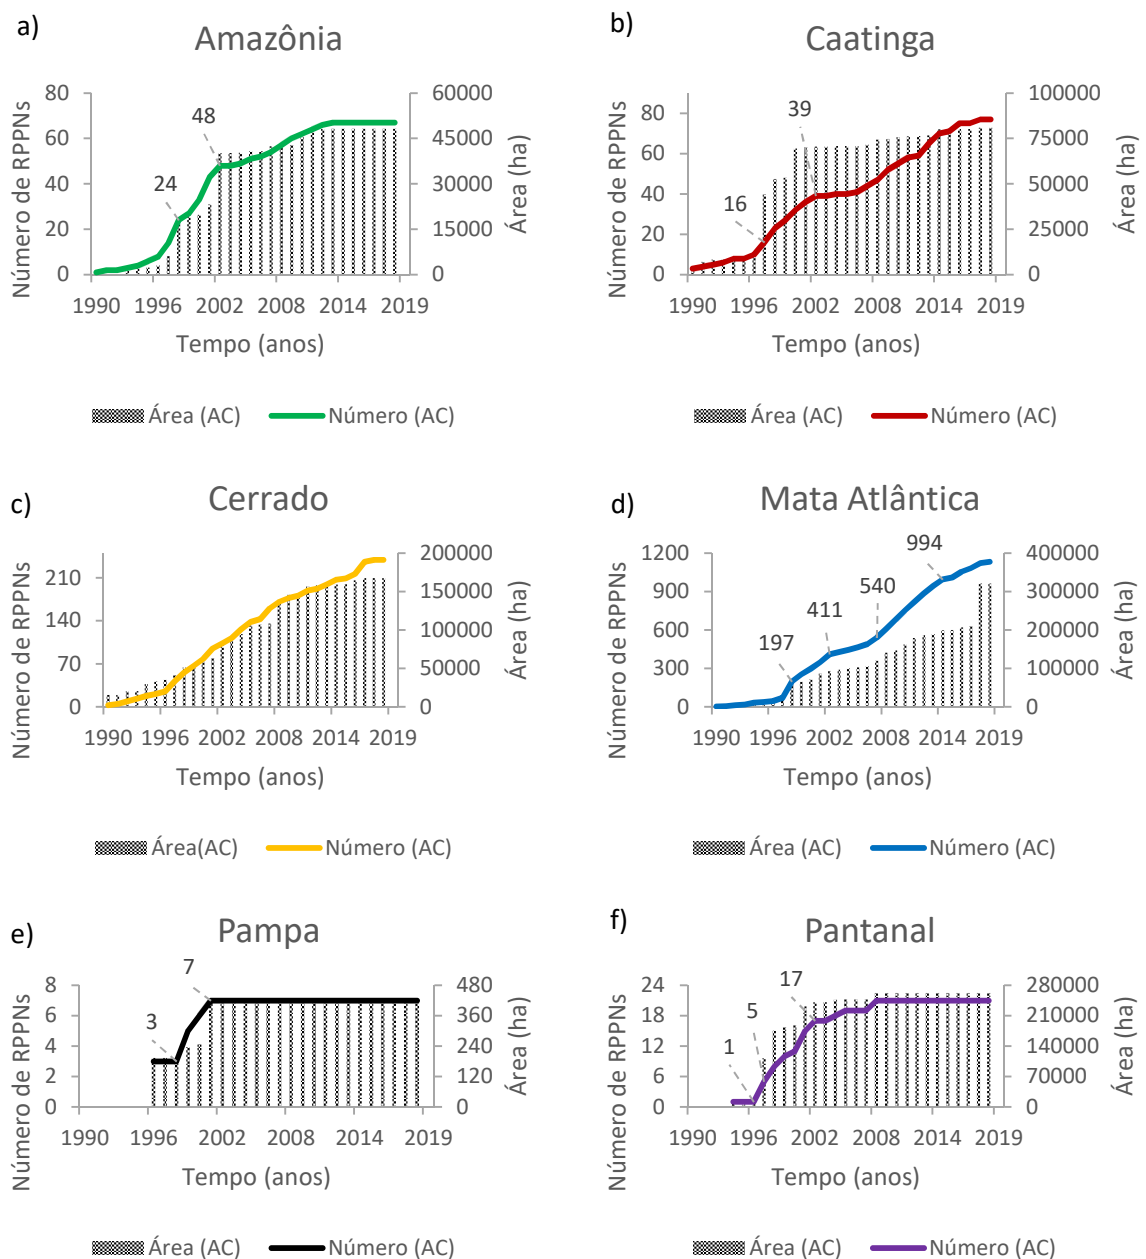 a)
Amazônia
Número de RPPNs
80
60
40
20
0
24
48
60000
45000
30000
15000
0
Área (ha)
1990 1996 2002 2008 2014 2019
Tempo (anos)
Área (AC) Número (AC)
b)
Caatinga
Número de RPPNs
80
60
40
20
0
16
39
100000
75000
50000
25000
0
Área (ha)
1990 1996 2002 2008 2014 2019
Tempo (anos)
Área (AC) Número (AC)
c)
Cerrado
Número de RPPNs
210
140
70
0
200000
150000
100000
50000
0
Área (ha)
1990 1996 2002 2008 2014 2019
Tempo (anos)
Área(AC) Número (AC)
d)
Mata Atlântica
Número de RPPNs
1200
900
600
300
0
197
411
540
994
400000
300000
200000
100000
0
Área (ha)
1990 1996 2002 2008 2014 2019
Tempo (anos)
Área (AC) Número (AC)
e)
Pampa
Número de RPPNs
8
6
4
2
0
3
7
480
360
240
120
0
Área (ha)
1990 1996 2002 2008 2014 2019
Tempo (anos)
Área (AC) Número (AC)
f)
Pantanal
Número de RPPNs
24
18
12
6
0
1
5
17
280000
210000
140000
70000
0
Área (ha)
1990 1996 2002 2008 2014 2019
Tempo (anos)
Área (AC) Número (AC)